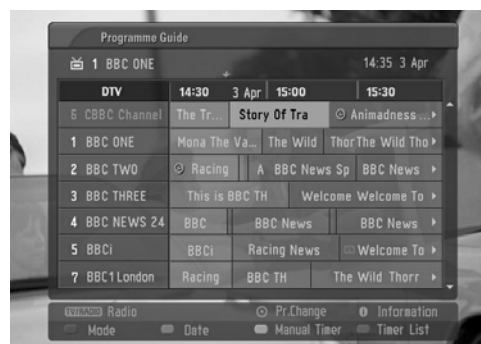 Programme Guide
1 BBC ONE 14:35 3 Apr
DTV 14:30 3 Apr 15:00 15:30
6 CBBC Channel The Tr... Story Of Tra Animadness ...
1 BBC ONE Mona The Va... The Wild Thor The Wild Tho
2 BBC TWO Racing A BBC News Sp BBC News
3 BBC THREE This is BBC TH Welcome Welcome To
4 BBC NEWS 24 BBC BBC News BBC News
5 BBCi BBCi Racing News Welcome To
7 BBC1 London Racing BBC TH The Wild Thorr
TV/RADIO Radio Pr.Change Information
Mode Date Manual Timer Timer List